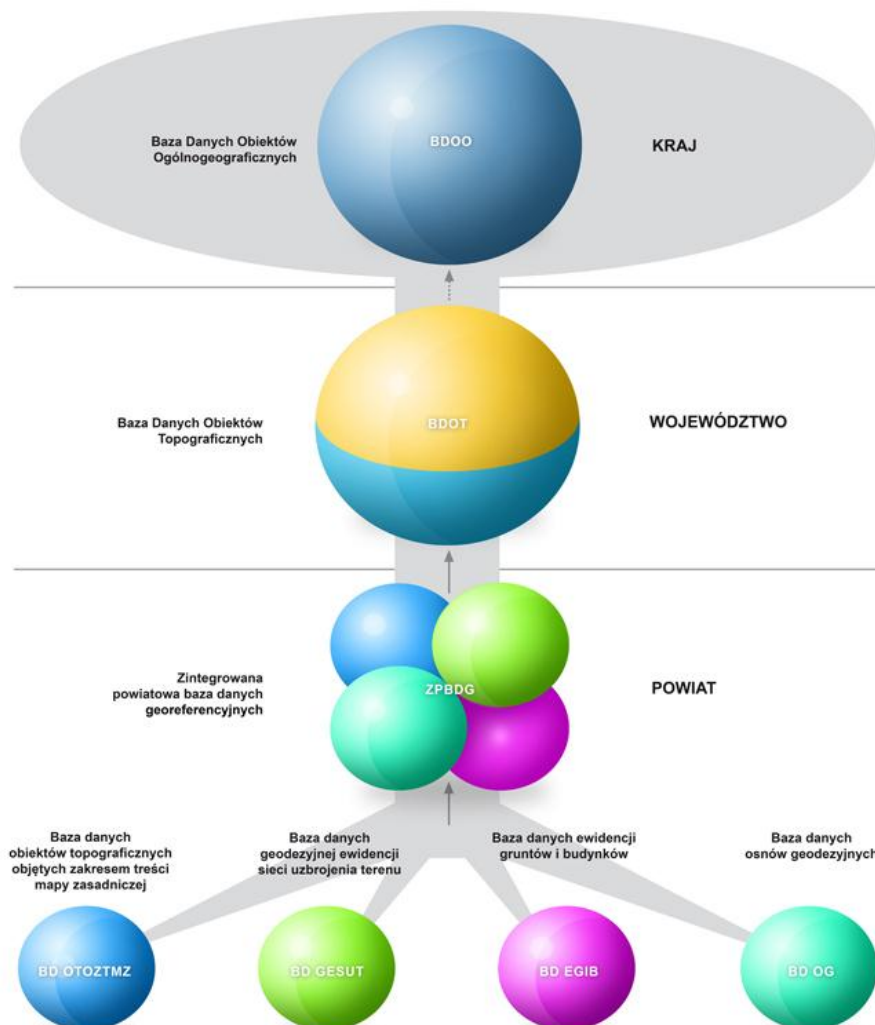 Baza Danych Obiektów
Ogólnogeograficznych
BDOO
KRAJ
Baza Danych Obiektów
Topograficznych
BDOT
WOJEWÓDZTWO
Zintegrowana
powiatowa baza danych
georeferencyjnych
ZPBDG
POWIAT
Baza danych
obiektów topograficznych
objętych zakresem treści
mapy zasadniczej
Baza danych
geodezyjnej ewidencji
sieci uzbrojenia terenu
Baza danych ewidencji
gruntów i budynków
Baza danych
osnów geodezyjnych
BD OTOZTMZ
BD GESUT
BD EGIB
BD OG